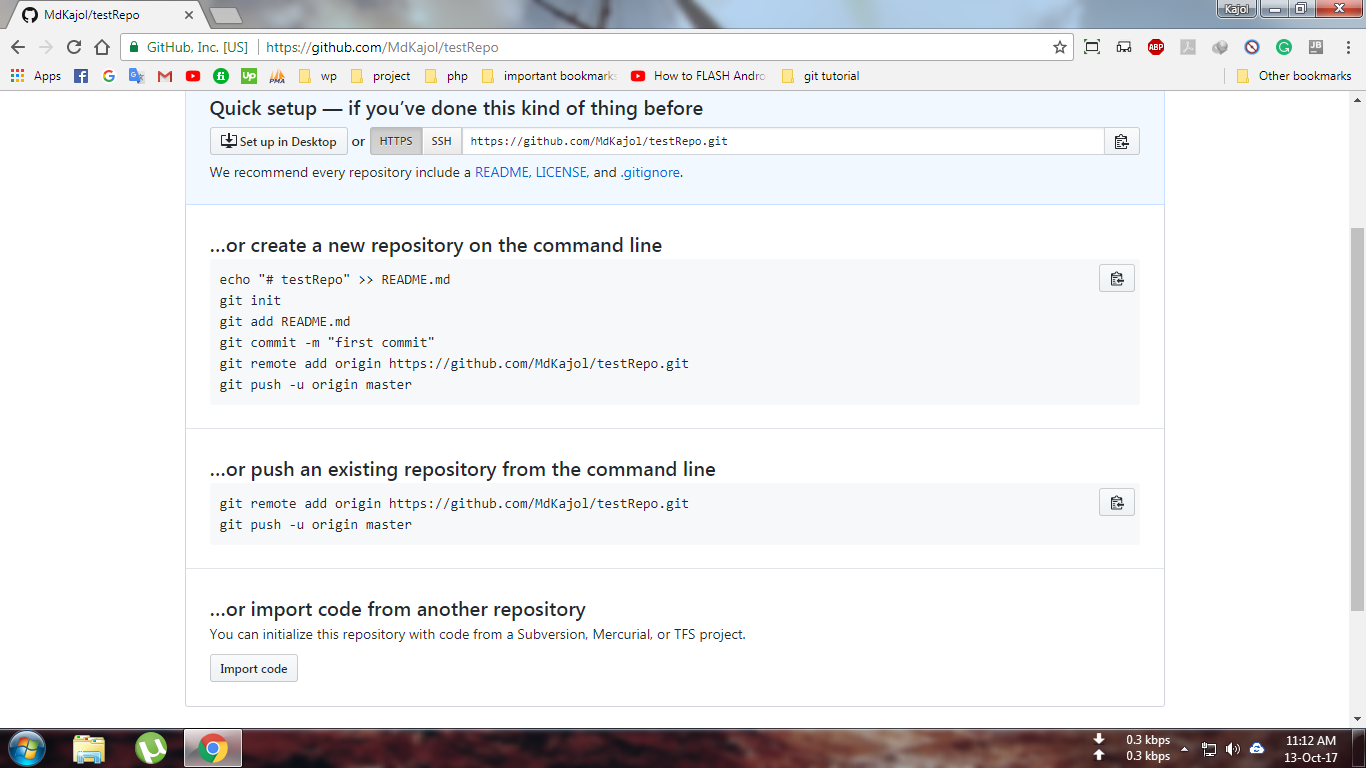 MdKajol/testRepo
Kajol
GitHub, Inc. [US]
https://github.com/MdKajol/testRepo
ABP
JB
Apps
Up
PMA
wp
project
php
important bookmarks
How to FLASH Andro
git tutorial
Other bookmarks
Quick setup — if you’ve done this kind of thing before
Set up in Desktop or HTTPS SSH https://github.com/MdKajol/testRepo.git
We recommend every repository include a README, LICENSE, and .gitignore.
…or create a new repository on the command line
echo "# testRepo" >> README.md
git init
git add README.md
git commit -m "first commit"
git remote add origin https://github.com/MdKajol/testRepo.git
git push -u origin master
…or push an existing repository from the command line
git remote add origin https://github.com/MdKajol/testRepo.git
git push -u origin master
…or import code from another repository
You can initialize this repository with code from a Subversion, Mercurial, or TFS project.
Import code
0.3 kbps
0.3 kbps
11:12 AM
13-Oct-17